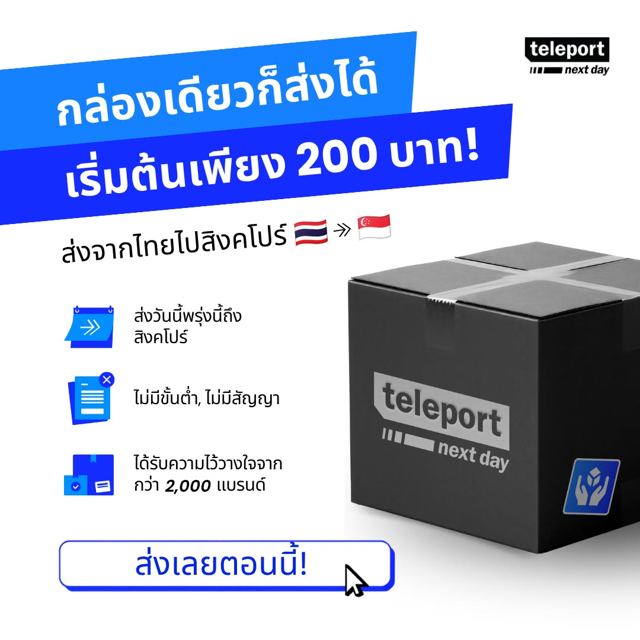 teleport
next day
กล่องเดียวก็ส่งได้
เริ่มต้นเพียง 200 บาท!
ส่งจากไทยไปสิงคโปร์
ส่งวันนี้พรุ่งนี้ถึง
สิงคโปร์
ไม่มีขั้นต่ำ, ไม่มีสัญญา
ได้รับความไว้วางใจจาก
กว่า 2,000 แบรนด์
teleport
next day
ส่งเลยตอนนี้!